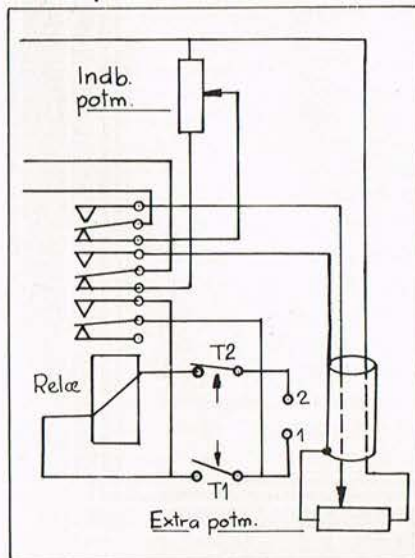 Indb.
potm.
Relæ
T2
2
1
T1
Extra potm.